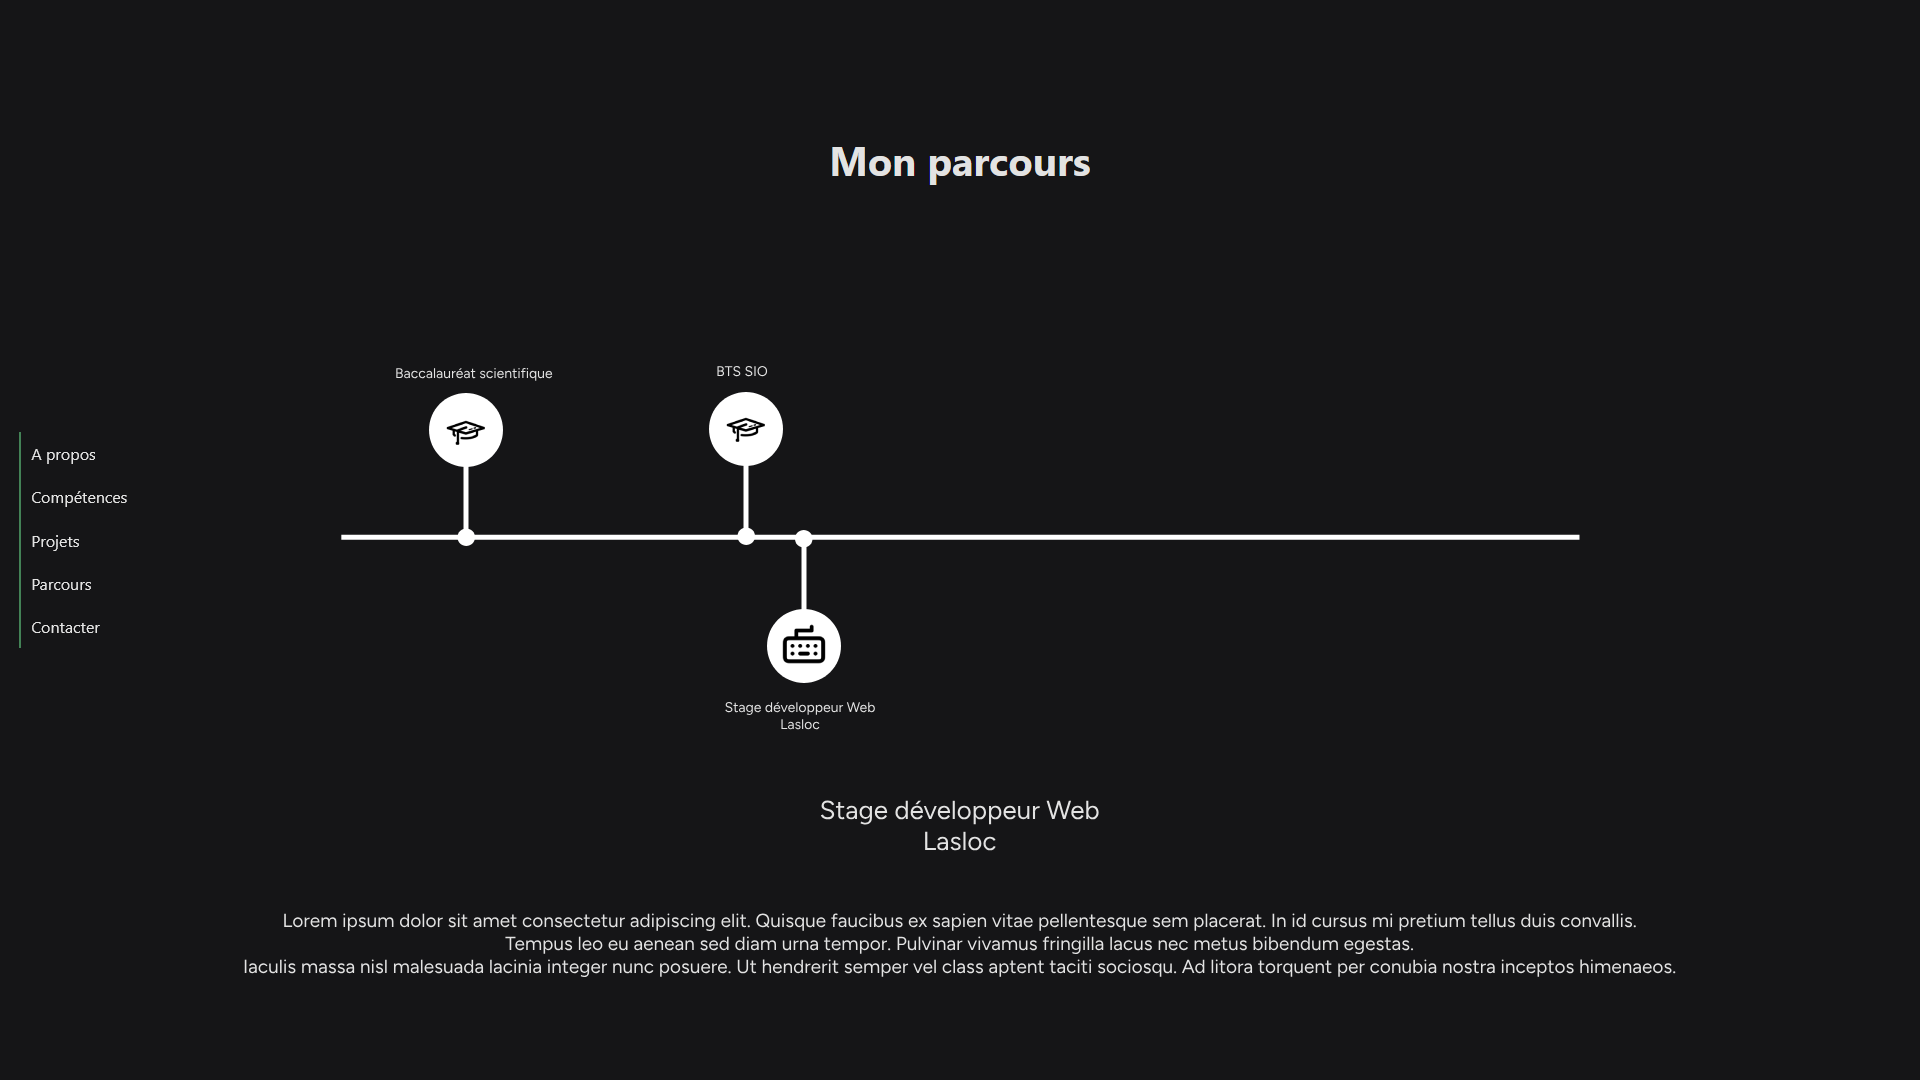 Mon parcours
Baccalauréat scientifique
BTS SIO
A propos
Compétences
Projets
Parcours
Contacter
Stage développeur Web
Lasloc
Stage développeur Web
Lasloc
Lorem ipsum dolor sit amet consectetur adipiscing elit. Quisque faucibus ex sapien vitae pellentesque sem placerat. In id cursus mi pretium tellus duis convallis.
Tempus leo eu aenean sed diam urna tempor. Pulvinar vivamus fringilla lacus nec metus bibendum egestas.
Iaculis massa nisl malesuada lacinia integer nunc posuere. Ut hendrerit semper vel class aptent taciti sociosqu. Ad litora torquent per conubia nostra inceptos himenaeos.